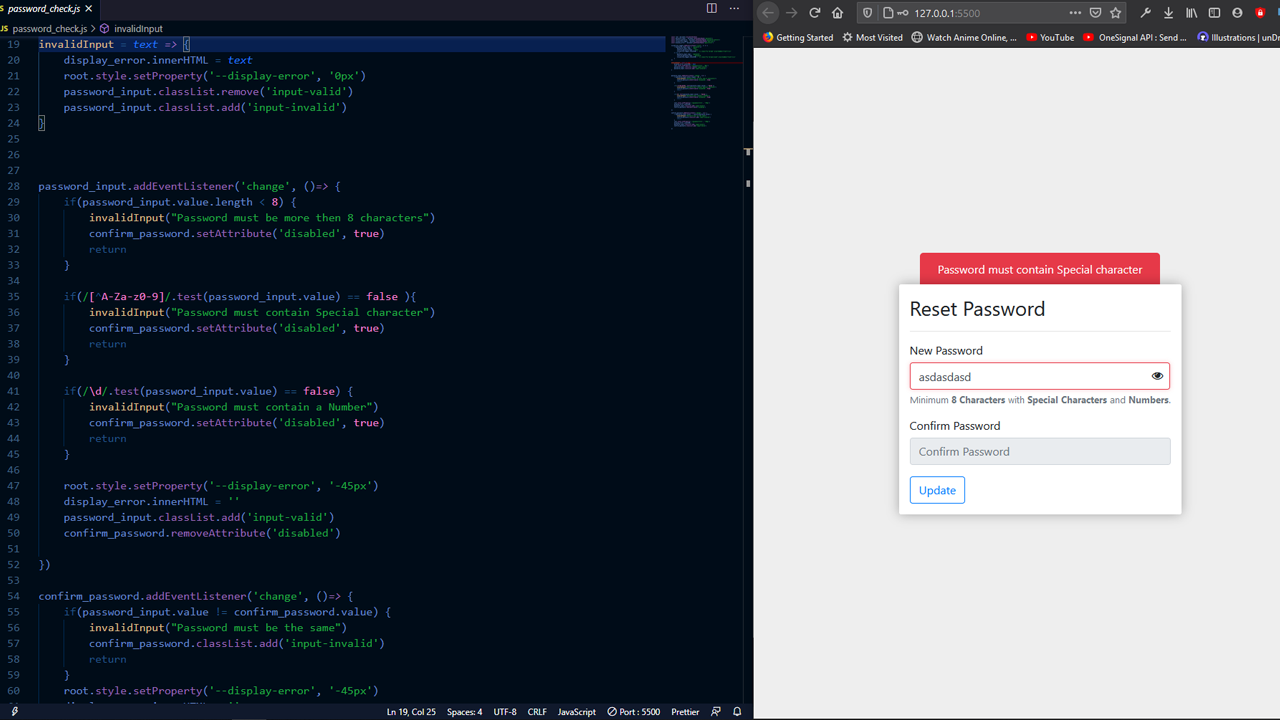 JS password_check.js ×
JS password_check.js > invalidInput
19 invalidInput = text => {
20 display_error.innerHTML = text
21 root.style.setProperty('--display-error', '0px')
22 password_input.classList.remove('input-valid')
23 password_input.classList.add('input-invalid')
24 }
25
26
27
28 password_input.addEventListener('change', ()=> {
29 if(password_input.value.length < 8) {
30 invalidInput("Password must be more then 8 characters")
31 confirm_password.setAttribute('disabled', true)
32 return
33 }
34
35 if(/[^A-Za-z0-9]/.test(password_input.value) == false ){
36 invalidInput("Password must contain Special character")
37 confirm_password.setAttribute('disabled', true)
38 return
39 }
40
41 if(/\d/.test(password_input.value) == false) {
42 invalidInput("Password must contain a Number")
43 confirm_password.setAttribute('disabled', true)
44 return
45 }
46
47 root.style.setProperty('--display-error', '-45px')
48 display_error.innerHTML = ''
49 password_input.classList.add('input-valid')
50 confirm_password.removeAttribute('disabled')
51
52 })
53
54 confirm_password.addEventListener('change', ()=> {
55 if(password_input.value != confirm_password.value) {
56 invalidInput("Password must be the same")
57 confirm_password.classList.add('input-invalid')
58 return
59 }
60 root.style.setProperty('--display-error', '-45px')
Ln 19, Col 25 Spaces: 4 UTF-8 CRLF JavaScript Port : 5500 Prettier
127.0.0.1:5500
Getting Started Most Visited Watch Anime Online, ... YouTube Onesignal API : Send ... Illustrations | unDr
Password must contain Special character
Reset Password
New Password
asdasdasd
Minimum 8 Characters with Special Characters and Numbers.
Confirm Password
Confirm Password
Update